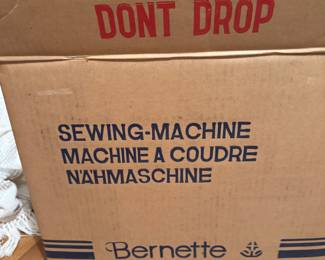 DONT DROP
SEWING-MACHINE
MACHINE A COUDRE
NÄHMASCHINE
Bernette